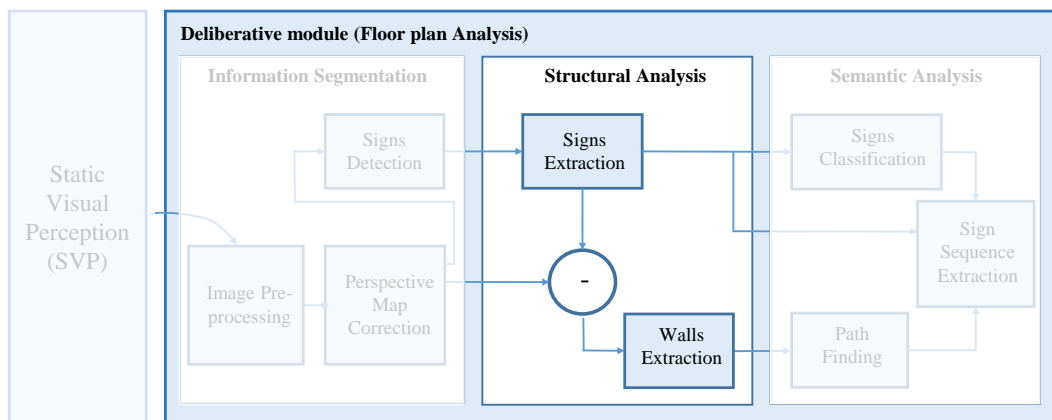 Deliberative module (Floor plan Analysis)
Static
Visual
Perception
(SVP)
Information Segmentation
Signs
Detection
Image Pre-
processing
Perspective
Map
Correction
Structural Analysis
Signs
Extraction
-
Walls
Extraction
Semantic Analysis
Signs
Classification
Sign
Sequence
Extraction
Path
Finding